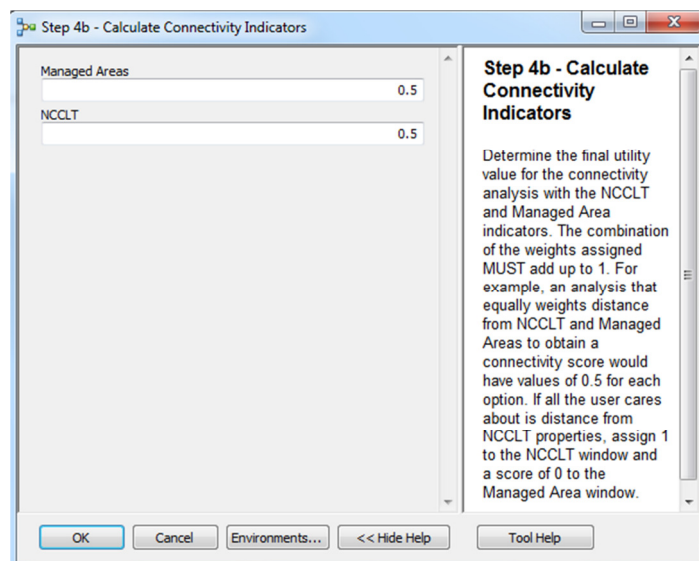 Step 4b - Calculate Connectivity Indicators
Managed Areas
0.5
NCCLT
0.5
Step 4b - Calculate
Connectivity
Indicators
Determine the final utility
value for the connectivity
analysis with the NCCLT
and Managed Area
indicators. The combination
of the weights assigned
MUST add up to 1. For
example, an analysis that
equally weights distance
from NCCLT and Managed
Areas to obtain a
connectivity score would
have values of 0.5 for each
option. If all the user cares
about is distance from
NCCLT properties, assign 1
to the NCCLT window and
a score of 0 to the
Managed Area window.
OK
Cancel
Environments...
<< Hide Help
Tool Help